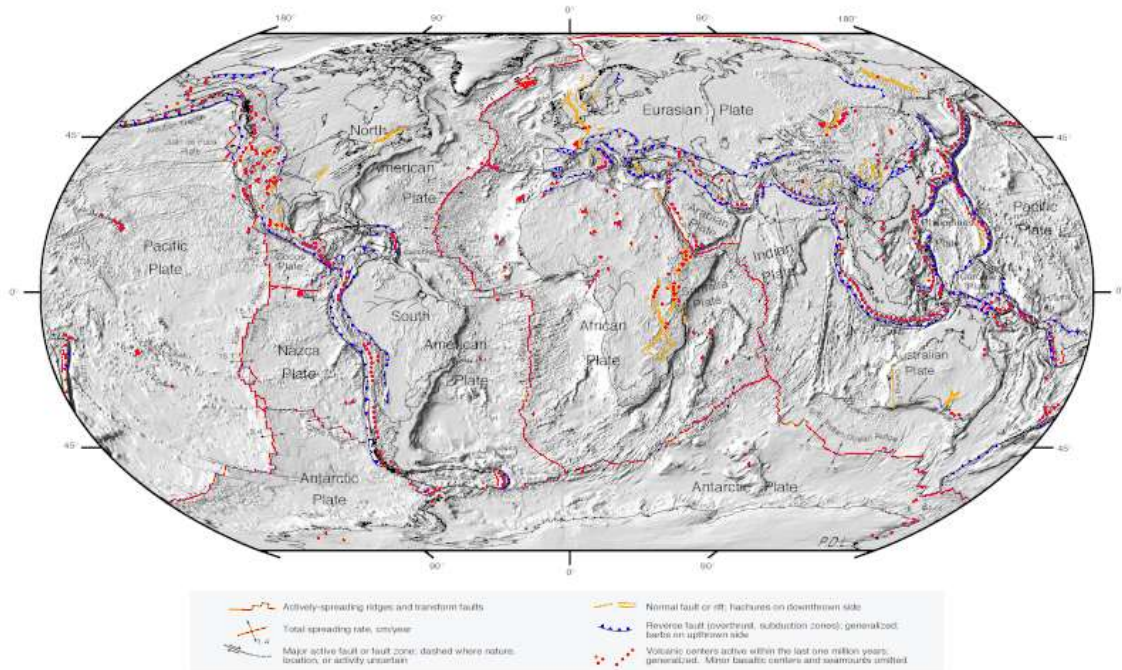 180° 90° 0° 90° 180°
45°
45°
North
American
Plate
Eurasian Plate
Pacific
Plate
Cocos
Plate
Arabian
Plate
Indian
Plate
Philippine
Plate
Pacific
Plate
0°
0°
Nazca
Plate
South
American
Plate
African
Plate
Australian
Plate
45°
45°
Antarctic
Plate
Antarctic Plate
P.D.L.
90° 0° 90°
Actively-spreading ridges and transform faults
Total spreading rate, cm/year
Major active fault or fault zone; dashed where nature,
location, or activity uncertain
Normal fault or rift; hachures on downthrown side
Reverse fault (overthrust, subduction zones); generalized;
barbs on upthrown side
Volcanic centers active within the last one million years;
generalized. Minor basaltic centers and seamounts omitted